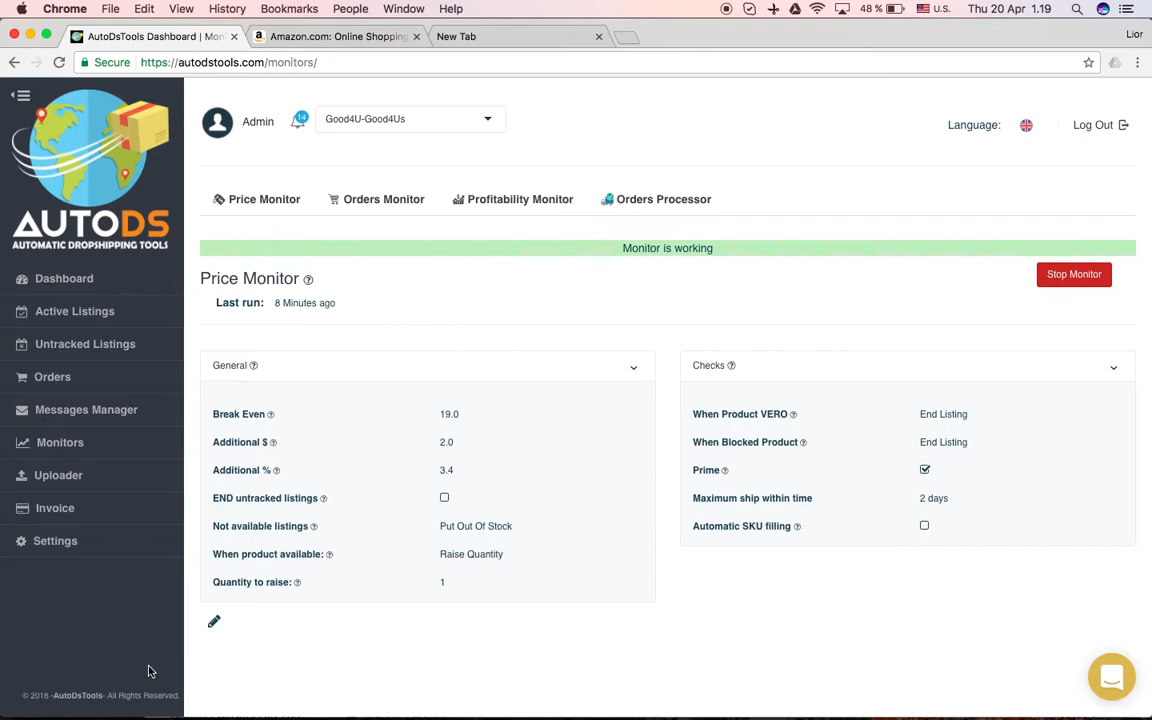 Chrome File Edit View History Bookmarks People Window Help 48 % U.S. Thu 20 Apr 1.19
AutoDsTools Dashboard | Mon
Amazon.com: Online Shopping
New Tab
Lior
Secure https://autodstools.com/monitors/
AUTODS
AUTOMATIC DROPSHIPPING TOOLS
Dashboard
Active Listings
Untracked Listings
Orders
Messages Manager
Monitors
Uploader
Invoice
Settings
© 2016 -AutoDsTools- All Rights Reserved.
Admin 14 Good4U-Good4Us Language: Log Out
Price Monitor Orders Monitor Profitability Monitor Orders Processor
Monitor is working
Price Monitor
Stop Monitor
Last run: 8 Minutes ago
General
Break Even 19.0
Additional $ 2.0
Additional % 3.4
END untracked listings
Not available listings Put Out Of Stock
When product available: Raise Quantity
Quantity to raise: 1
Checks
When Product VERO End Listing
When Blocked Product End Listing
Prime
Maximum ship within time 2 days
Automatic SKU filling